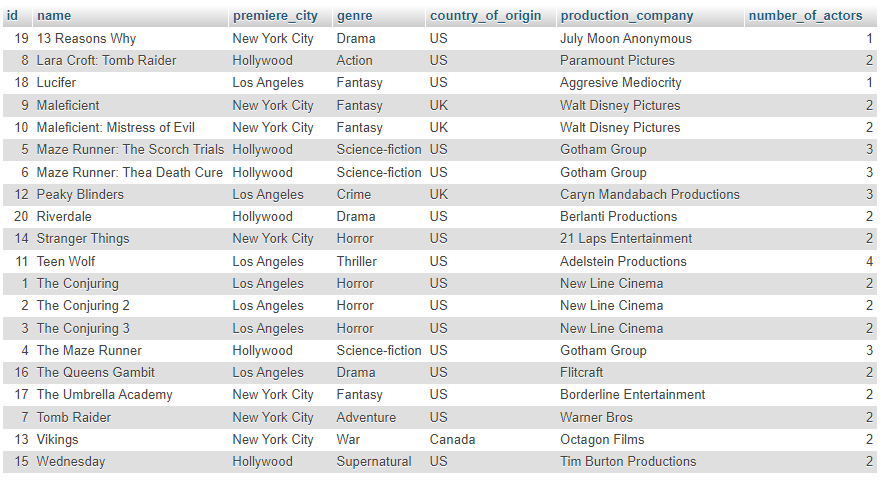 id name premiere_city genre country_of_origin production_company number_of_actors
19 13 Reasons Why New York City Drama US July Moon Anonymous 1
8 Lara Croft: Tomb Raider Hollywood Action US Paramount Pictures 2
18 Lucifer Los Angeles Fantasy US Aggresive Mediocrity 1
9 Maleficient New York City Fantasy UK Walt Disney Pictures 2
10 Maleficient: Mistress of Evil New York City Fantasy UK Walt Disney Pictures 2
5 Maze Runner: The Scorch Trials Hollywood Science-fiction US Gotham Group 3
6 Maze Runner: Thea Death Cure Hollywood Science-fiction US Gotham Group 3
12 Peaky Blinders Los Angeles Crime UK Caryn Mandabach Productions 3
20 Riverdale Hollywood Drama US Berlanti Productions 2
14 Stranger Things New York City Horror US 21 Laps Entertainment 2
11 Teen Wolf Los Angeles Thriller US Adelstein Productions 4
1 The Conjuring Los Angeles Horror US New Line Cinema 2
2 The Conjuring 2 Los Angeles Horror US New Line Cinema 2
3 The Conjuring 3 Los Angeles Horror US New Line Cinema 2
4 The Maze Runner Hollywood Science-fiction US Gotham Group 3
16 The Queens Gambit Los Angeles Drama US Flitcraft 2
17 The Umbrella Academy New York City Fantasy US Borderline Entertainment 2
7 Tomb Raider New York City Adventure US Warner Bros 2
13 Vikings New York City War Canada Octagon Films 2
15 Wednesday Hollywood Supernatural US Tim Burton Productions 2